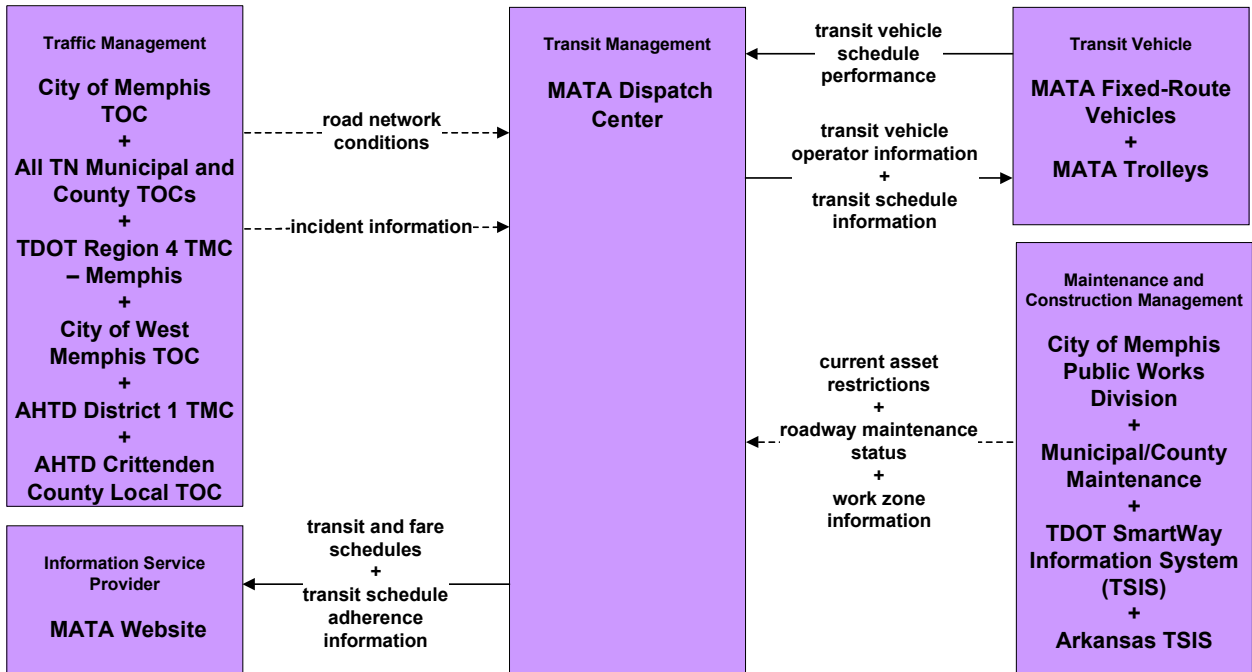 Traffic Management
City of Memphis
TOC
+
All TN Municipal and
County TOCs
+
TDOT Region 4 TMC
– Memphis
+
City of West
Memphis TOC
+
AHTD District 1 TMC
+
AHTD Crittenden
County Local TOC
Information Service
Provider
MATA Website
road network
conditions
incident information
transit and fare
schedules
+
transit schedule
adherence
information
Transit Management
MATA Dispatch
Center
transit vehicle
schedule
performance
transit vehicle
operator information
+
transit schedule
information
current asset
restrictions
+
roadway maintenance
status
+
work zone
information
Transit Vehicle
MATA Fixed-Route
Vehicles
+
MATA Trolleys
Maintenance and
Construction Management
City of Memphis
Public Works
Division
+
Municipal/County
Maintenance
+
TDOT SmartWay
Information System
(TSIS)
+
Arkansas TSIS